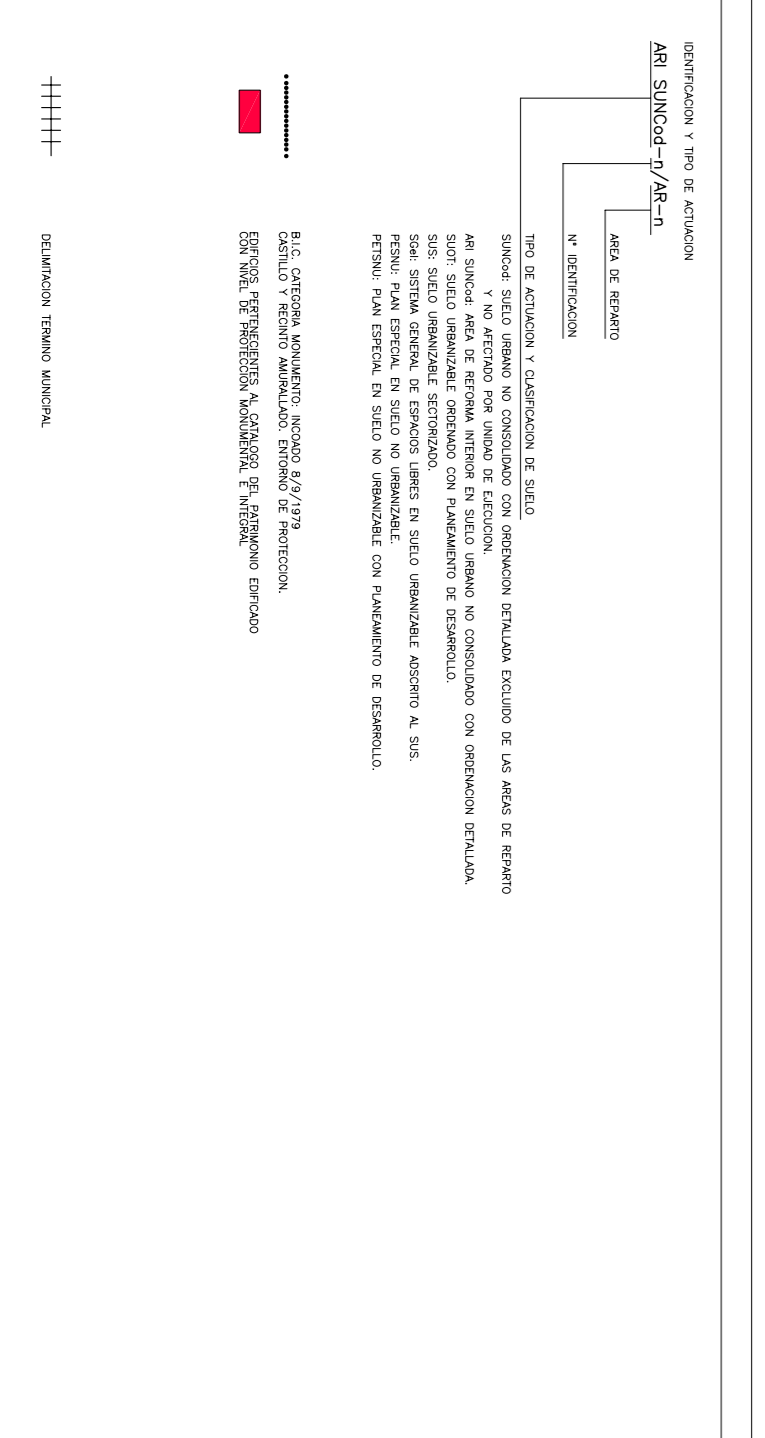 IDENTIFICACION Y TIPO DE ACTUACION
ARI SUNCod-n/AR-n
AREA DE REPARTO
Nº IDENTIFICACION
TIPO DE ACTUACION Y CLASIFICACION DE SUELO
SUNCod: SUELO URBANO NO CONSOLIDADO CON ORDENACION DETALLADA EXCLUIDO DE LAS AREAS DE REPARTO
Y NO AFECTADO POR UNIDAD DE EJECUCION.
ARI SUNCod: AREA DE REFORMA INTERIOR EN SUELO URBANO NO CONSOLIDADO CON ORDENACION DETALLADA.
SUOT: SUELO URBANIZABLE ORDENADO CON PLANEAMIENTO DE DESARROLLO.
SUS: SUELO URBANIZABLE SECTORIZADO.
SGel: SISTEMA GENERAL DE ESPACIOS LIBRES EN SUELO URBANIZABLE ADSCRITO AL SUS.
PESNU: PLAN ESPECIAL EN SUELO NO URBANIZABLE.
PETSNU: PLAN ESPECIAL EN SUELO NO URBANIZABLE CON PLANEAMIENTO DE DESARROLLO.
B.I.C. CATEGORIA MONUMENTO: INCOADO 8/9/1979
CASTILLO Y RECINTO AMURALLADO. ENTORNO DE PROTECCION.
EDIFICIOS PERTENECIENTES AL CATALOGO DEL PATRIMONIO EDIFICADO
CON NIVEL DE PROTECCION MONUMENTAL E INTEGRAL
DELIMITACION TERMINO MUNICIPAL